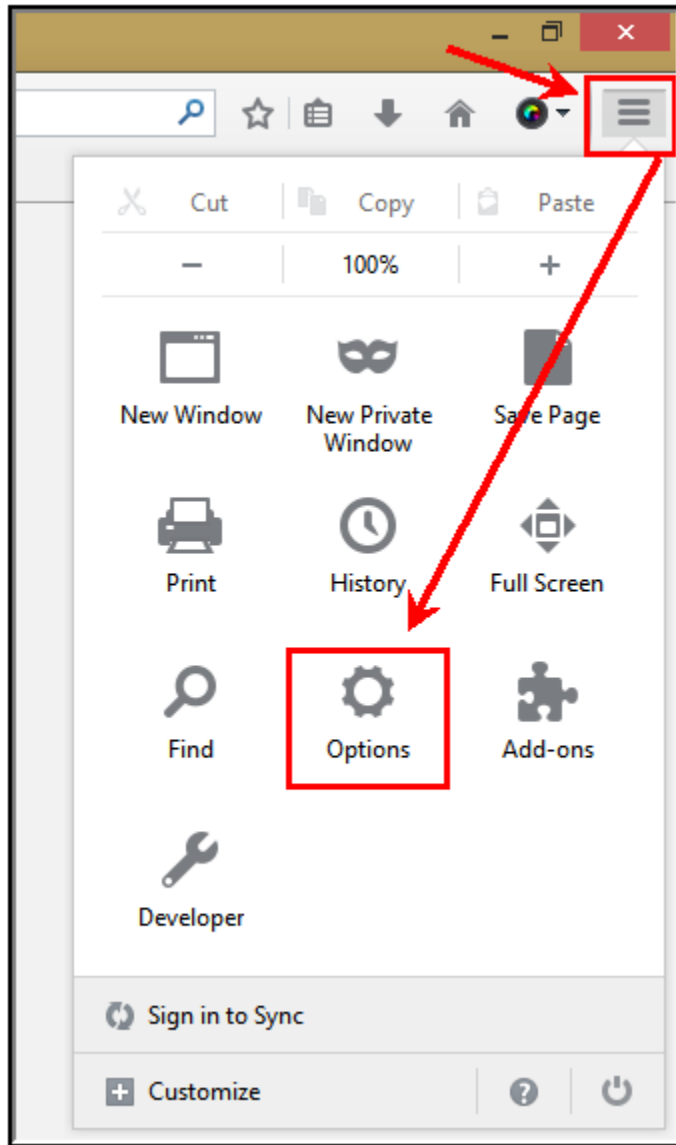 Cut Copy Paste
− 100% +
New Window New Private Window Save Page
Print History Full Screen
Find Options Add-ons
Developer
Sign in to Sync
Customize